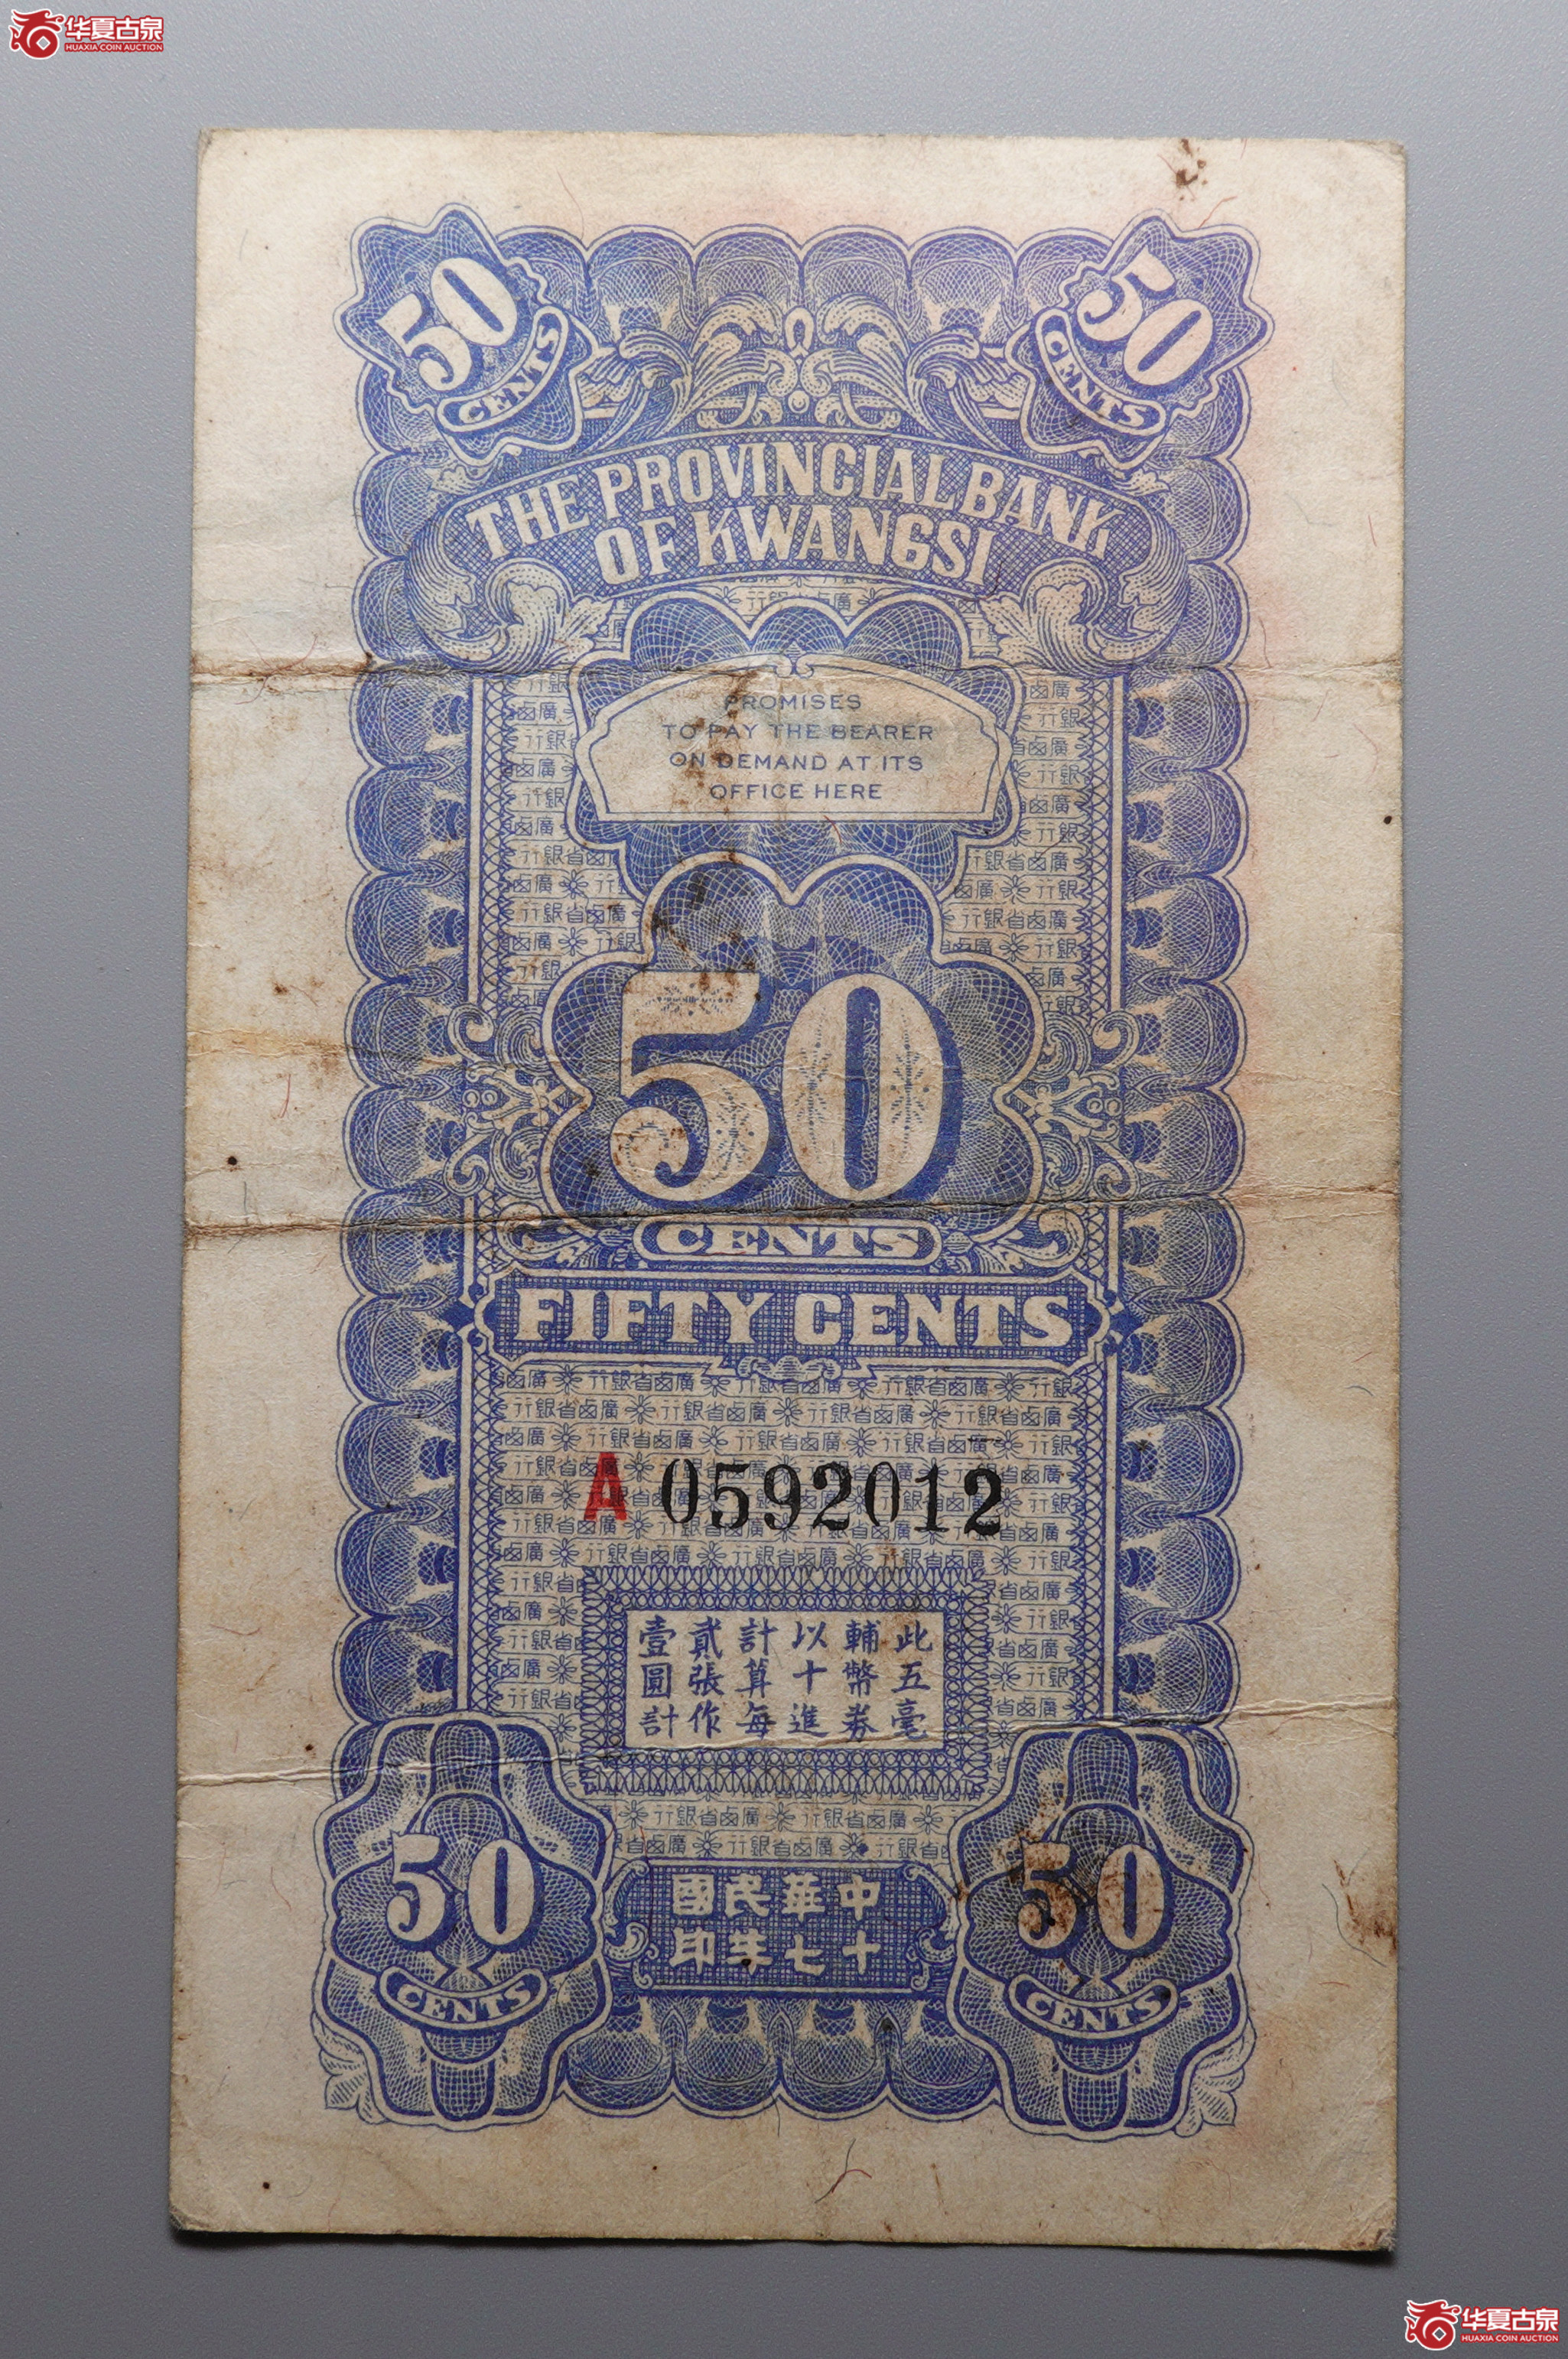 华夏古泉
HUAXIA COIN AUCTION
50
CENTS
50
CENTS
THE PROVINCIAL BANK
OF KWANGSI
PROMISES
TO PAY THE BEARER
ON DEMAND AT ITS
OFFICE HERE
50
CENTS
FIFTY CENTS
A 0592012
此五毫
輔幣券
以十進
計算每
貳張作
壹圓計
50
CENTS
中華民國
十七年印
50
CENTS
华夏古泉
HUAXIA COIN AUCTION